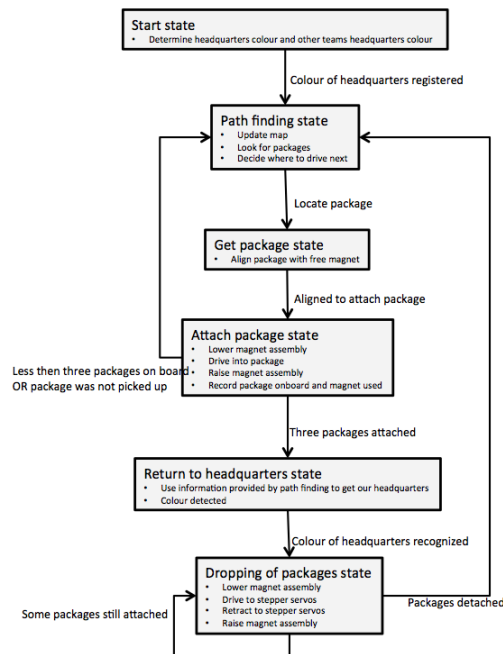 Start state
• Determine headquarters colour and other teams headquarters colour
Colour of headquarters registered
Path finding state
• Update map
• Look for packages
• Decide where to drive next
Locate package
Get package state
• Align package with free magnet
Aligned to attach package
Attach package state
• Lower magnet assembly
• Drive into package
• Raise magnet assembly
• Record package onboard and magnet used
Less then three packages on board
OR package was not picked up
Three packages attached
Return to headquarters state
• Use information provided by path finding to get our headquarters
• Colour detected
Colour of headquarters recognized
Dropping of packages state
• Lower magnet assembly
• Drive to stepper servos
• Retract to stepper servos
• Raise magnet assembly
Some packages still attached
Packages detached